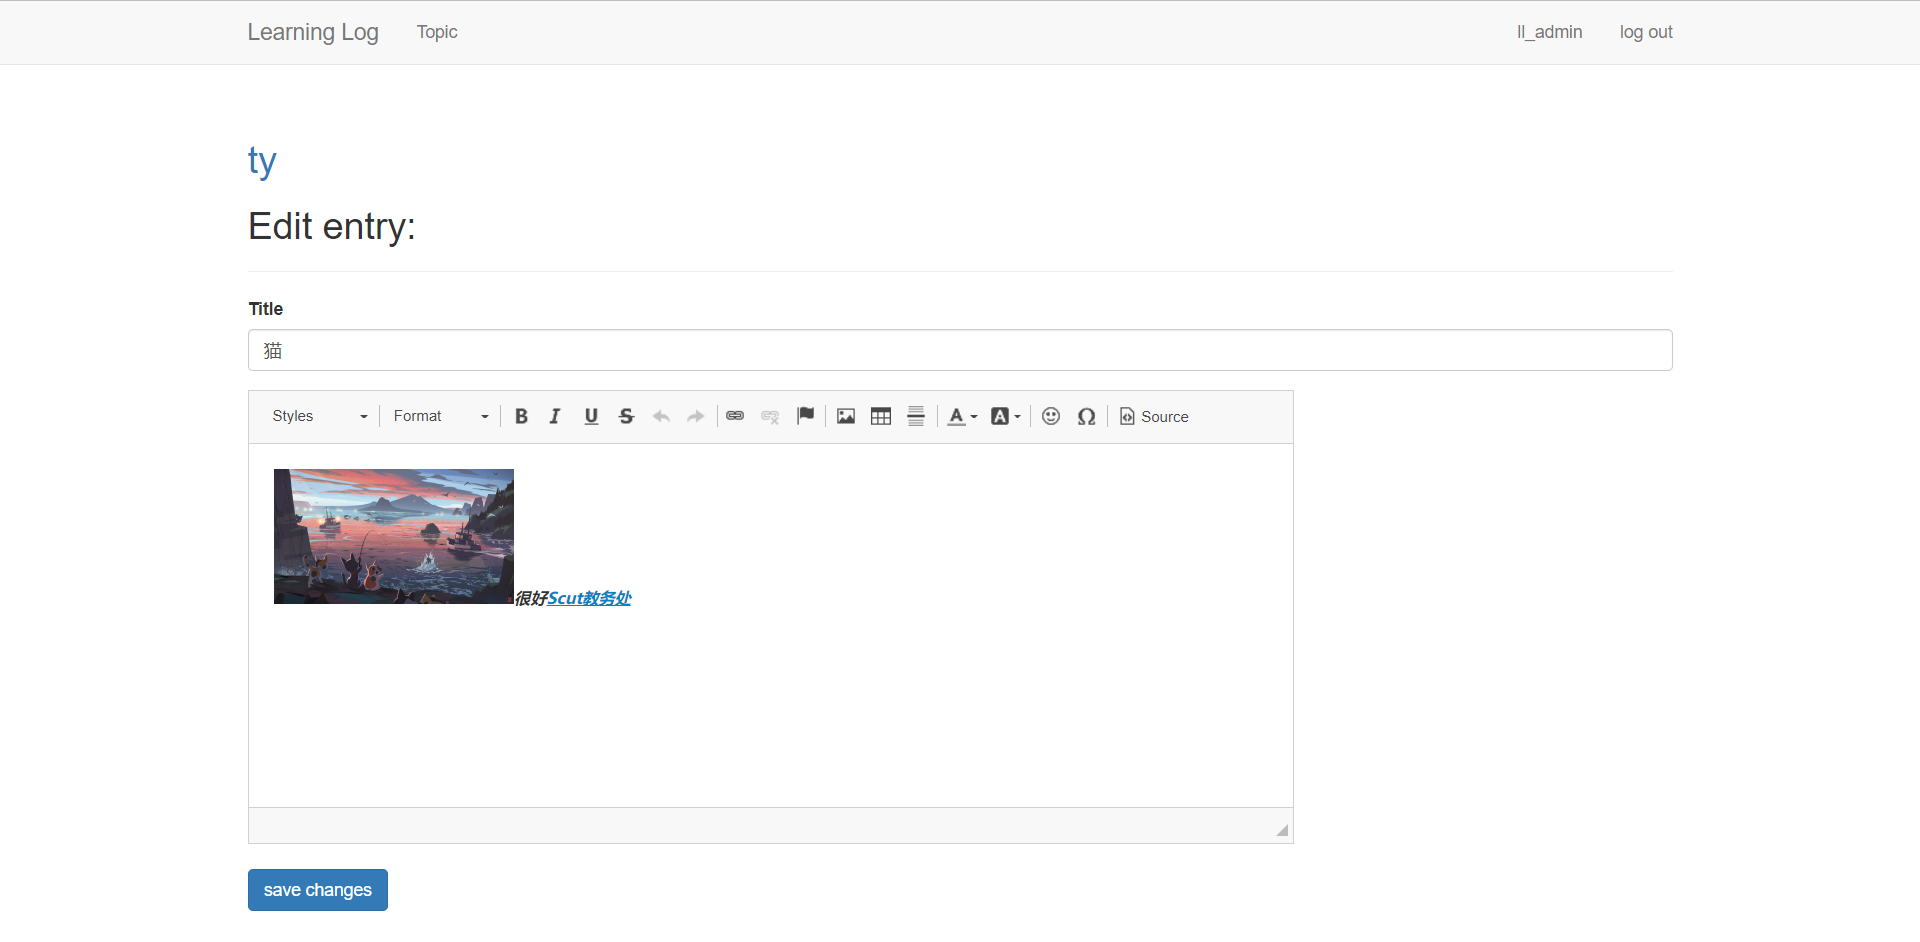 Learning Log Topic ll_admin log out
ty
Edit entry:
Title
猫
Styles Format B I U S A A Ω Source
很好Scut教务处
save changes